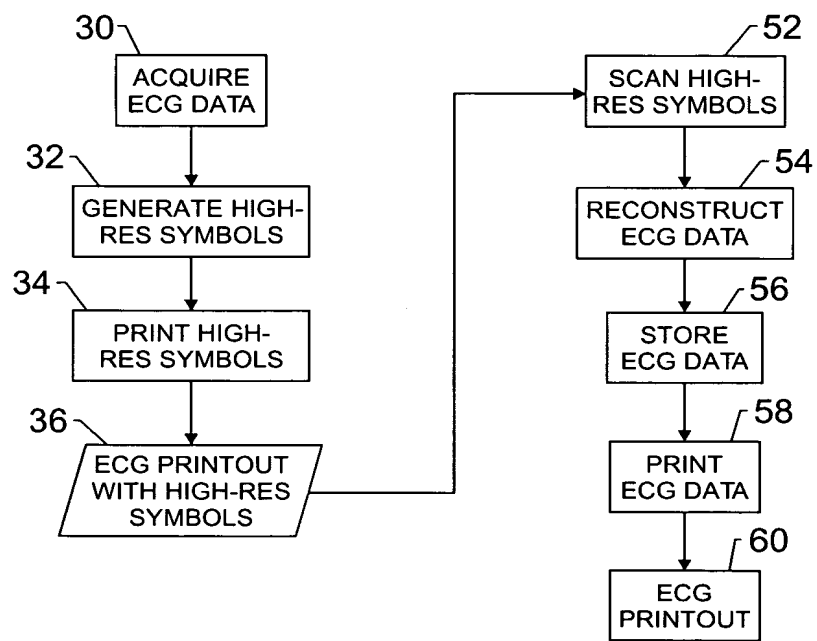 30
ACQUIRE
ECG DATA
32
GENERATE HIGH-
RES SYMBOLS
34
PRINT HIGH-
RES SYMBOLS
36
ECG PRINTOUT
WITH HIGH-RES
SYMBOLS
52
SCAN HIGH-
RES SYMBOLS
54
RECONSTRUCT
ECG DATA
56
STORE
ECG DATA
58
PRINT
ECG DATA
60
ECG
PRINTOUT